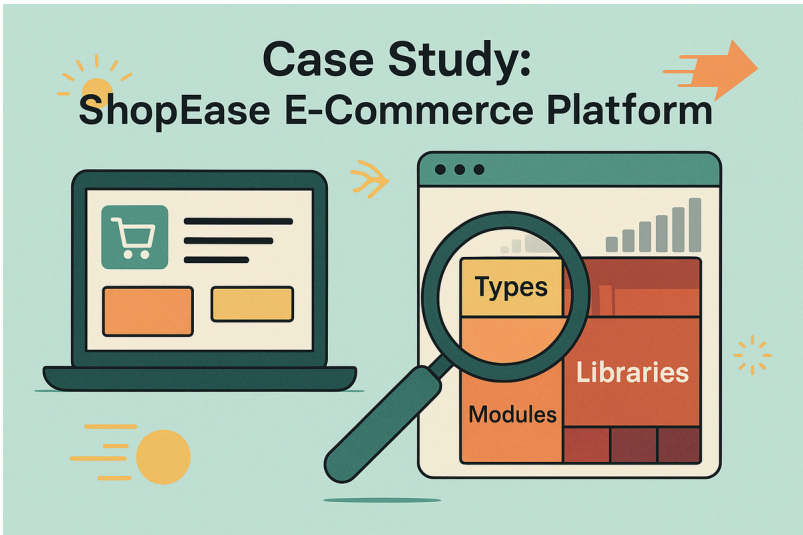 Case Study:
ShopEase E-Commerce Platform
Types
Libraries
Modules